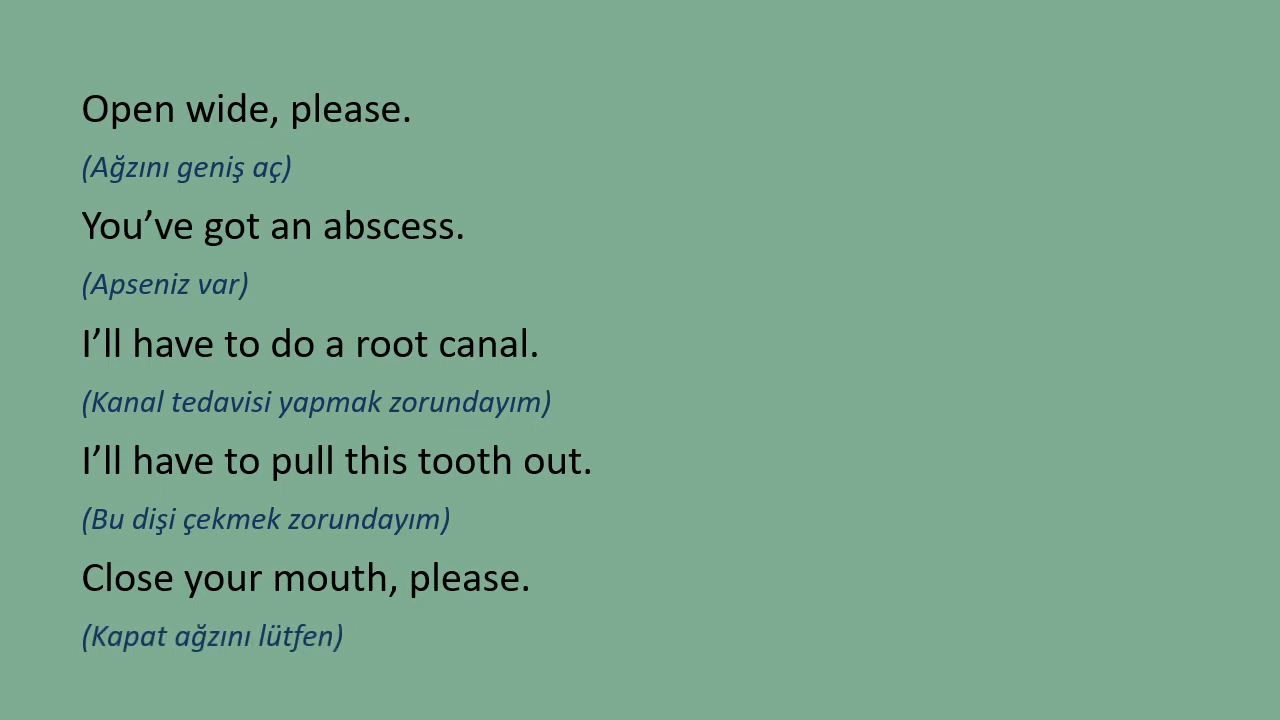 Open wide, please.
(Ağzını geniş aç)
You’ve got an abscess.
(Apseniz var)
I’ll have to do a root canal.
(Kanal tedavisi yapmak zorundayım)
I’ll have to pull this tooth out.
(Bu dişi çekmek zorundayım)
Close your mouth, please.
(Kapat ağzını lütfen)